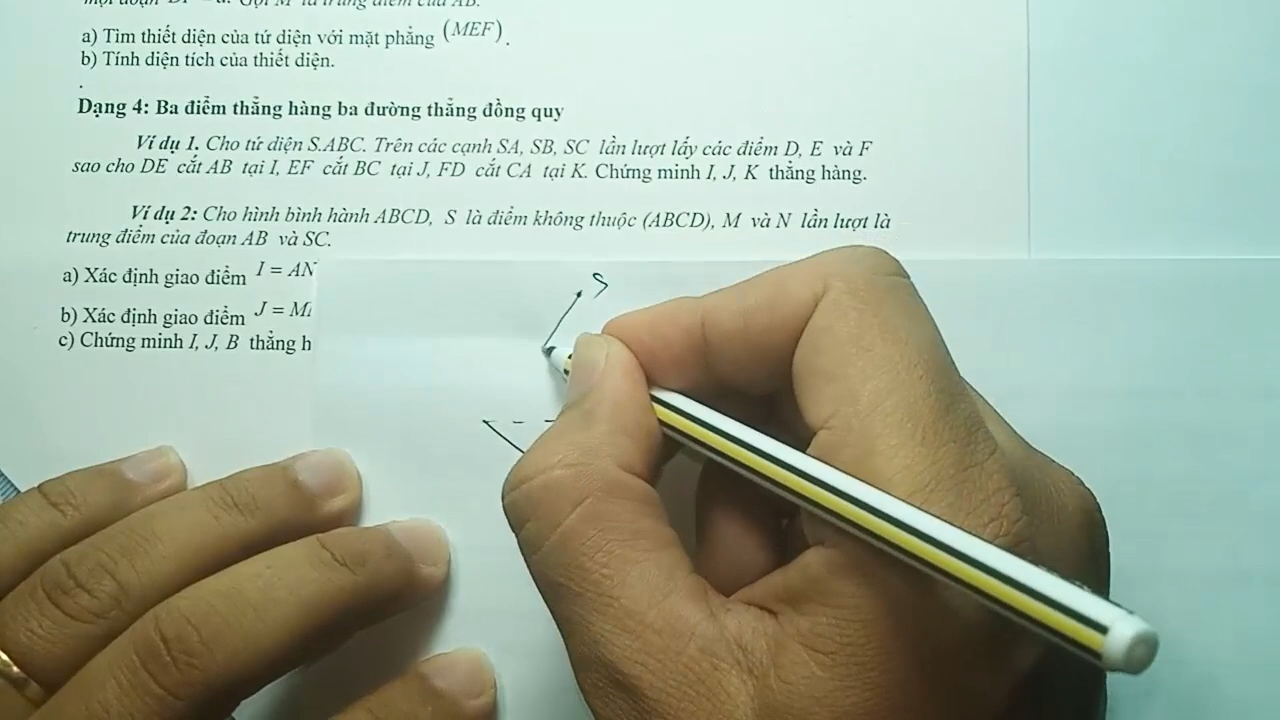 a) Tìm thiết diện của tứ diện với mặt phẳng (MEF).
b) Tính diện tích của thiết diện.
Dạng 4: Ba điểm thẳng hàng ba đường thẳng đồng quy
Ví dụ 1. Cho tứ diện S.ABC. Trên các cạnh SA, SB, SC lần lượt lấy các điểm D, E và F
sao cho DE cắt AB tại I, EF cắt BC tại J, FD cắt CA tại K. Chứng minh I, J, K thẳng hàng.
Ví dụ 2: Cho hình bình hành ABCD, S là điểm không thuộc (ABCD), M và N lần lượt là
trung điểm của đoạn AB và SC.
a) Xác định giao điểm I = AN
S
b) Xác định giao điểm J =
c) Chứng minh I, J, B thẳng h